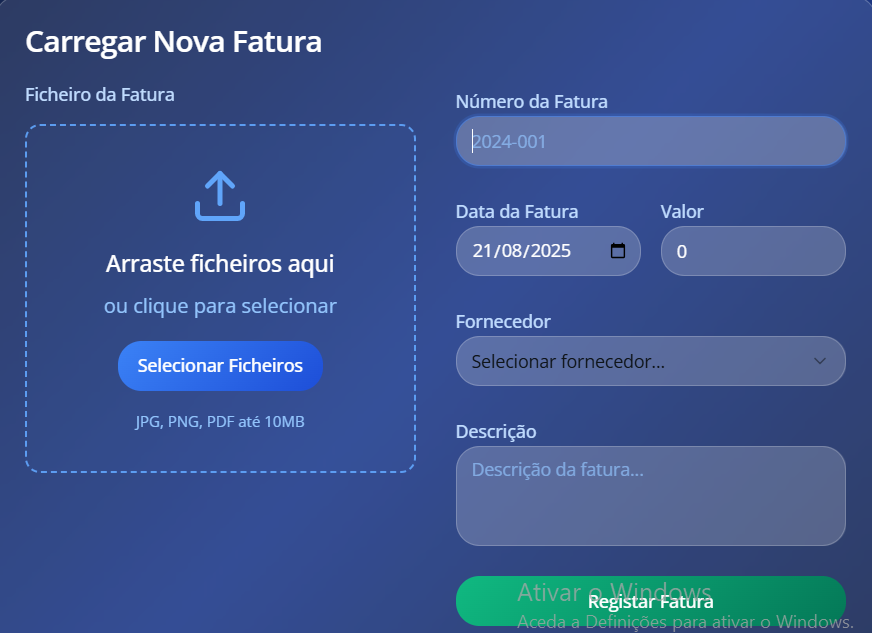 Carregar Nova Fatura
Ficheiro da Fatura
Arraste ficheiros aqui
ou clique para selecionar
Selecionar Ficheiros
JPG, PNG, PDF até 10MB
Número da Fatura
2024-001
Data da Fatura
21/08/2025
Valor
0
Fornecedor
Selecionar fornecedor...
Descrição
Descrição da fatura...
Registar Fatura
Ativar o Windows
Aceda a Definições para ativar o Windows.